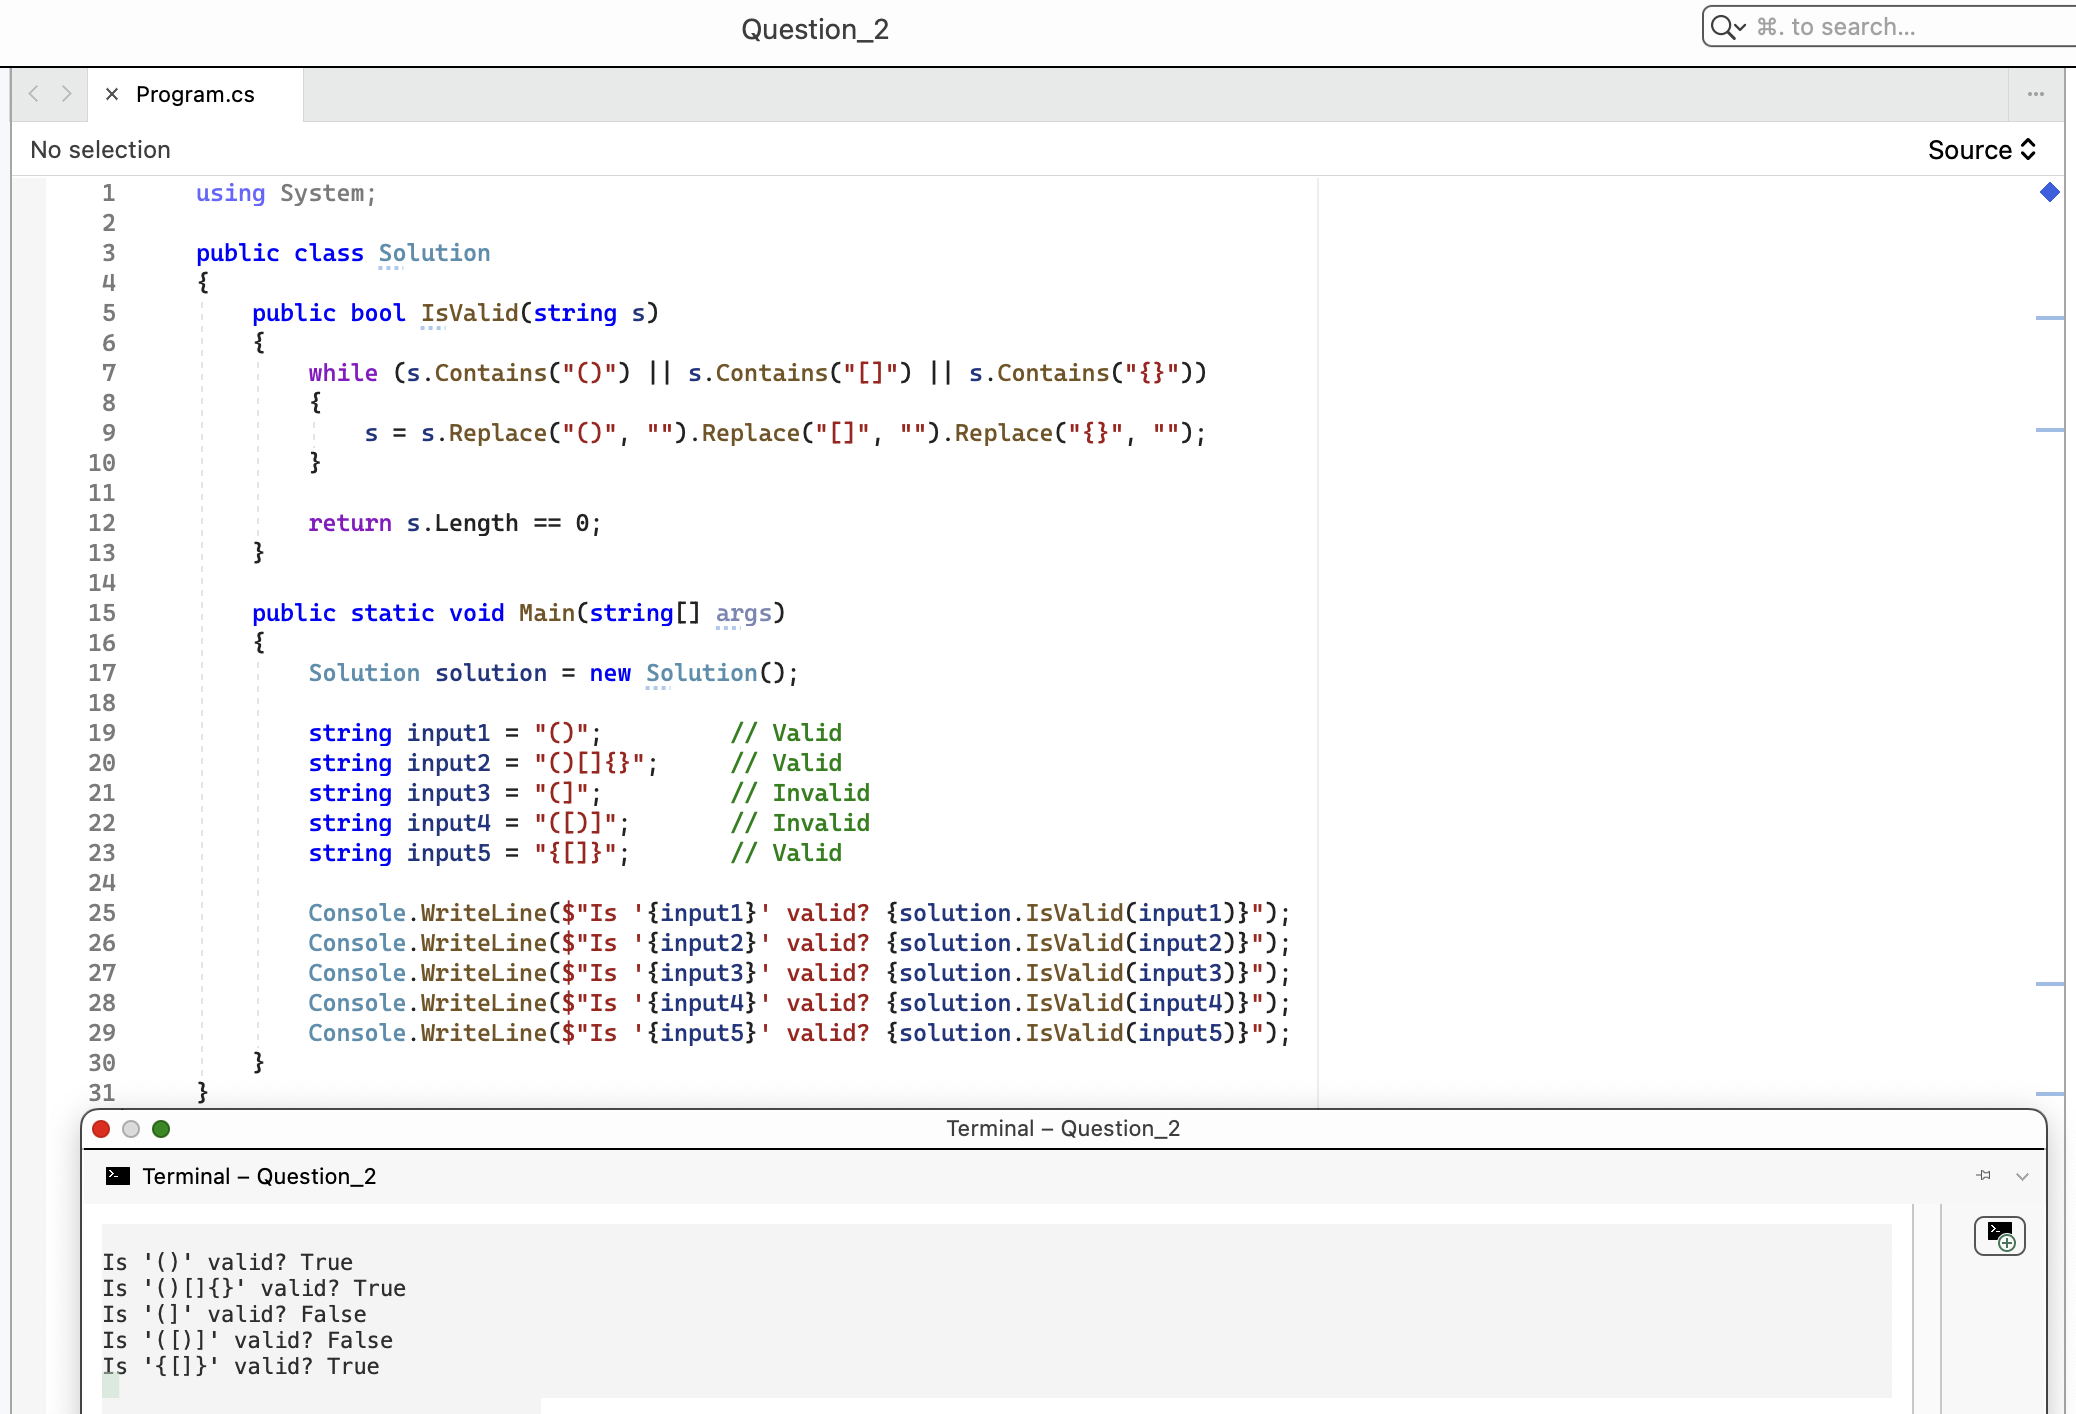 Question_2
⌘. to search...
Program.cs
No selection
Source
1 using System;
2
3 public class Solution
4 {
5     public bool IsValid(string s)
6     {
7         while (s.Contains("()") || s.Contains("[]") || s.Contains("{}"))
8         {
9             s = s.Replace("()", "").Replace("[]", "").Replace("{}", "");
10         }
11
12         return s.Length == 0;
13     }
14
15     public static void Main(string[] args)
16     {
17         Solution solution = new Solution();
18
19         string input1 = "()";         // Valid
20         string input2 = "()[]{}";     // Valid
21         string input3 = "(]";         // Invalid
22         string input4 = "([)]";       // Invalid
23         string input5 = "{[]}";       // Valid
24
25         Console.WriteLine($"Is '{input1}' valid? {solution.IsValid(input1)}");
26         Console.WriteLine($"Is '{input2}' valid? {solution.IsValid(input2)}");
27         Console.WriteLine($"Is '{input3}' valid? {solution.IsValid(input3)}");
28         Console.WriteLine($"Is '{input4}' valid? {solution.IsValid(input4)}");
29         Console.WriteLine($"Is '{input5}' valid? {solution.IsValid(input5)}");
30     }
31 }
Terminal – Question_2
Terminal – Question_2
Is '()' valid? True
Is '()[]{}' valid? True
Is '(]' valid? False
Is '([)]' valid? False
Is '{[]}' valid? True